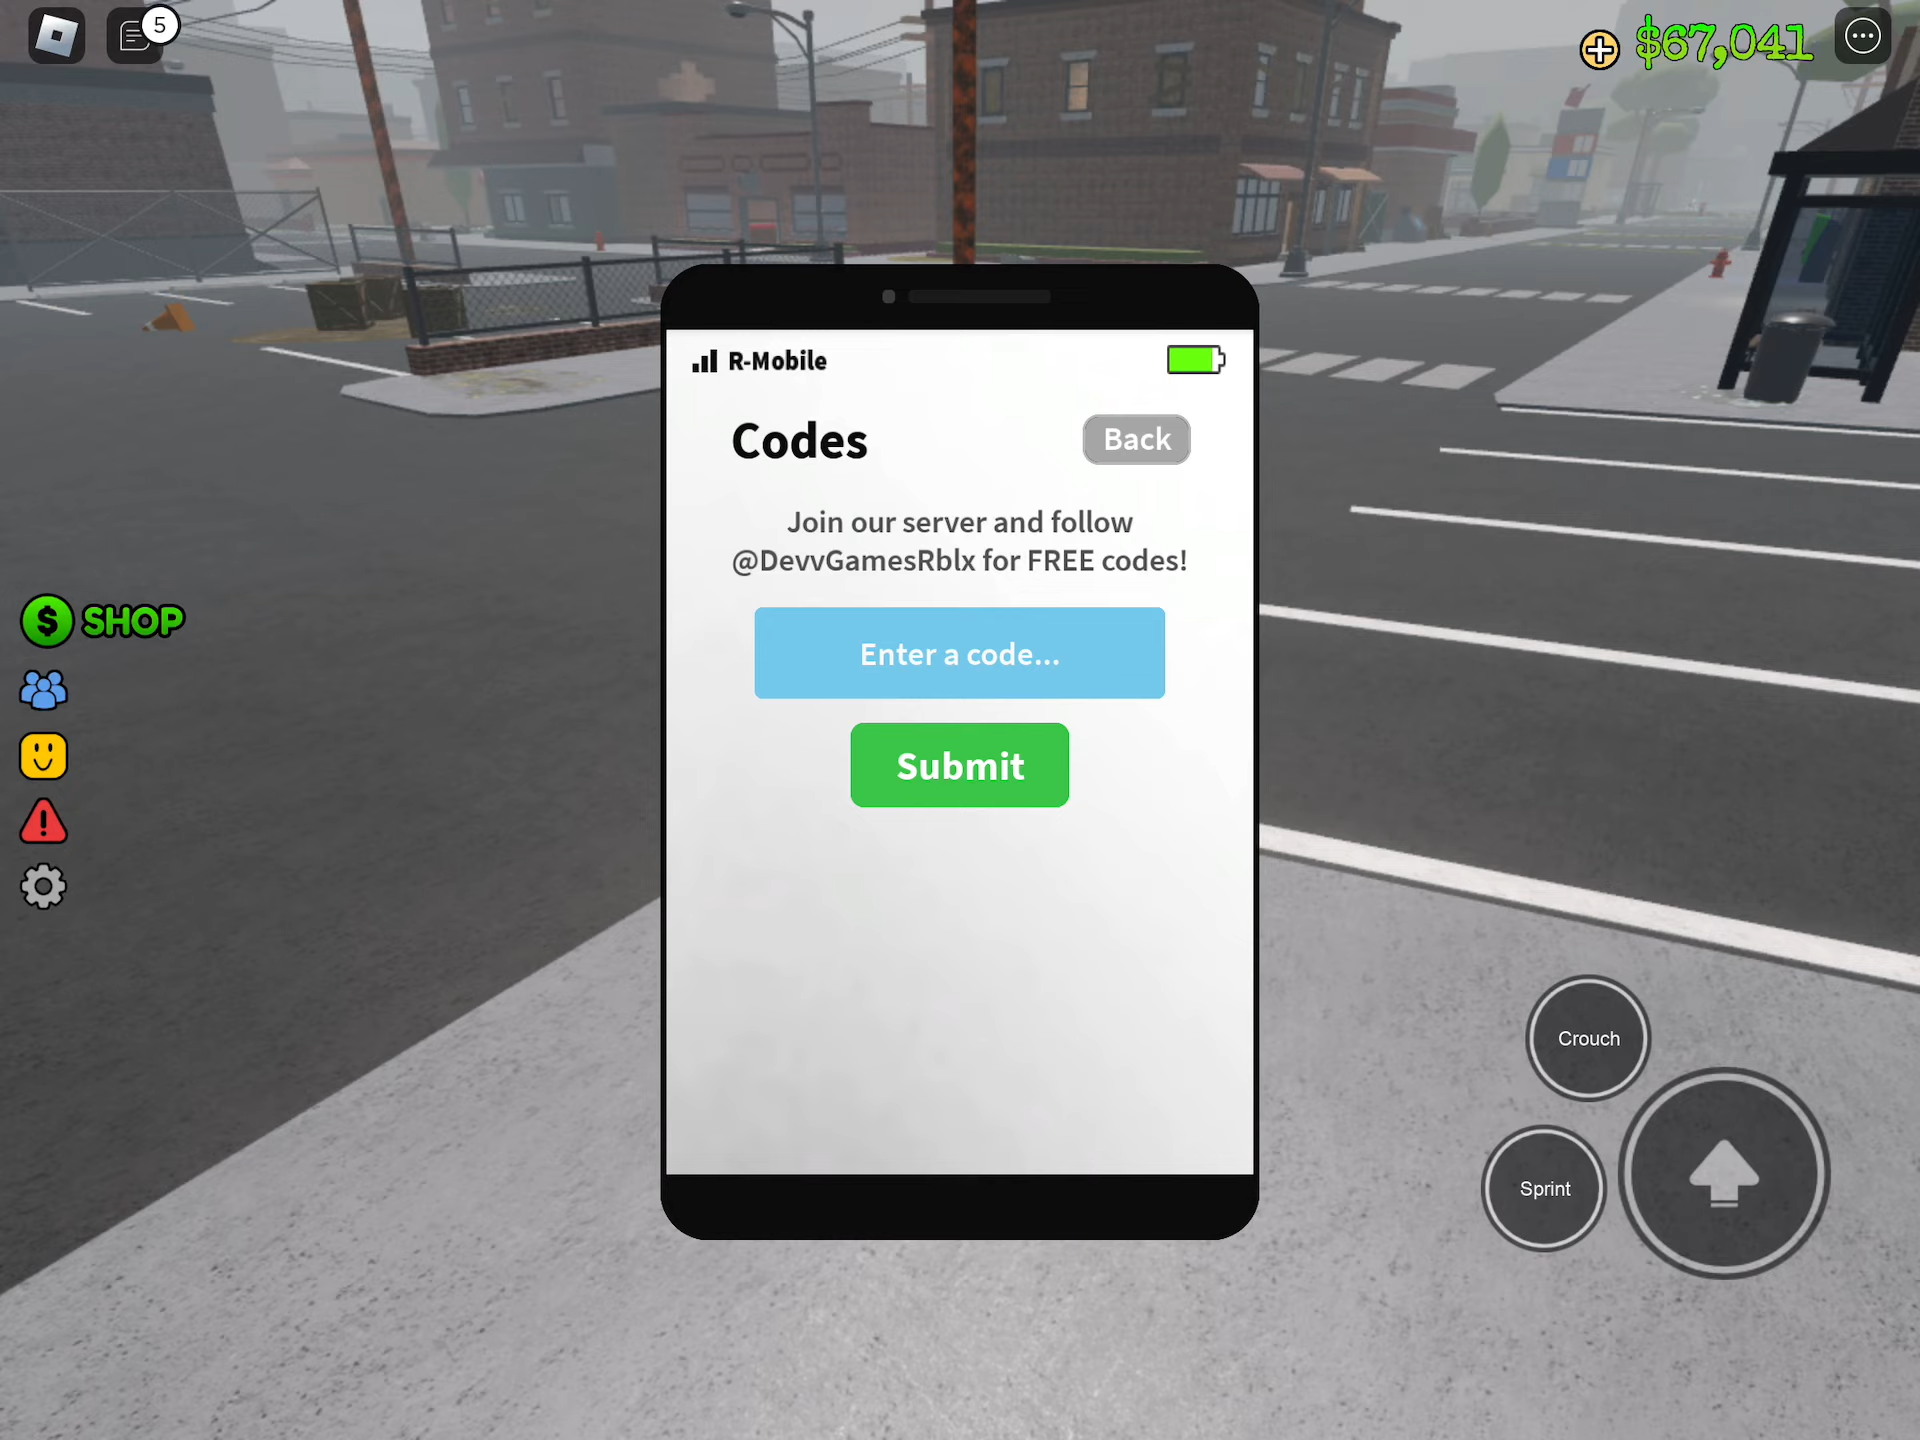 5
$67,041
R-Mobile
Codes
Back
Join our server and follow
@DevvGamesRblx for FREE codes!
Enter a code...
Submit
$ SHOP
Crouch
Sprint